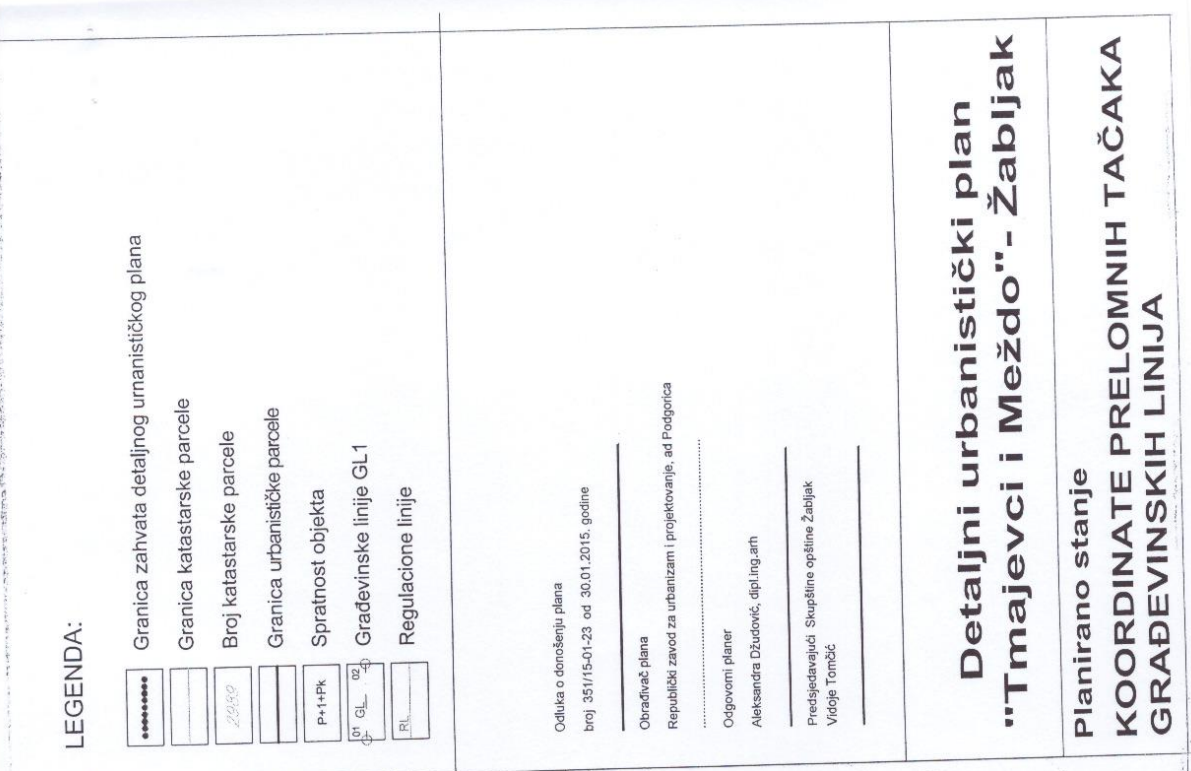 LEGENDA:
Granica zahvata detaljnog urnanističkog plana
Granica katastarske parcele
2989 Broj katastarske parcele
Granica urbanističke parcele
P+1+Pk Spratnost objekta
01 GL 02 Građevinske linije GL1
RL Regulacione linije
Odluka o donošenju plana
broj 351/15-01-23 od 30.01.2015. godine
Obrađivač plana
Republički zavod za urbanizam i projektovanje, ad Podgorica
Odgovorni planer
Aleksandra Džudović, dipl.ing.arh
Predsjedavajući Skupštine opštine Žabljak
Vidoje Tomčić
Detaljni urbanistički plan
"Tmajevci i Meždo"- Žabljak
Planirano stanje
KOORDINATE PRELOMNIH TAČAKA
GRAĐEVINSKIH LINIJA